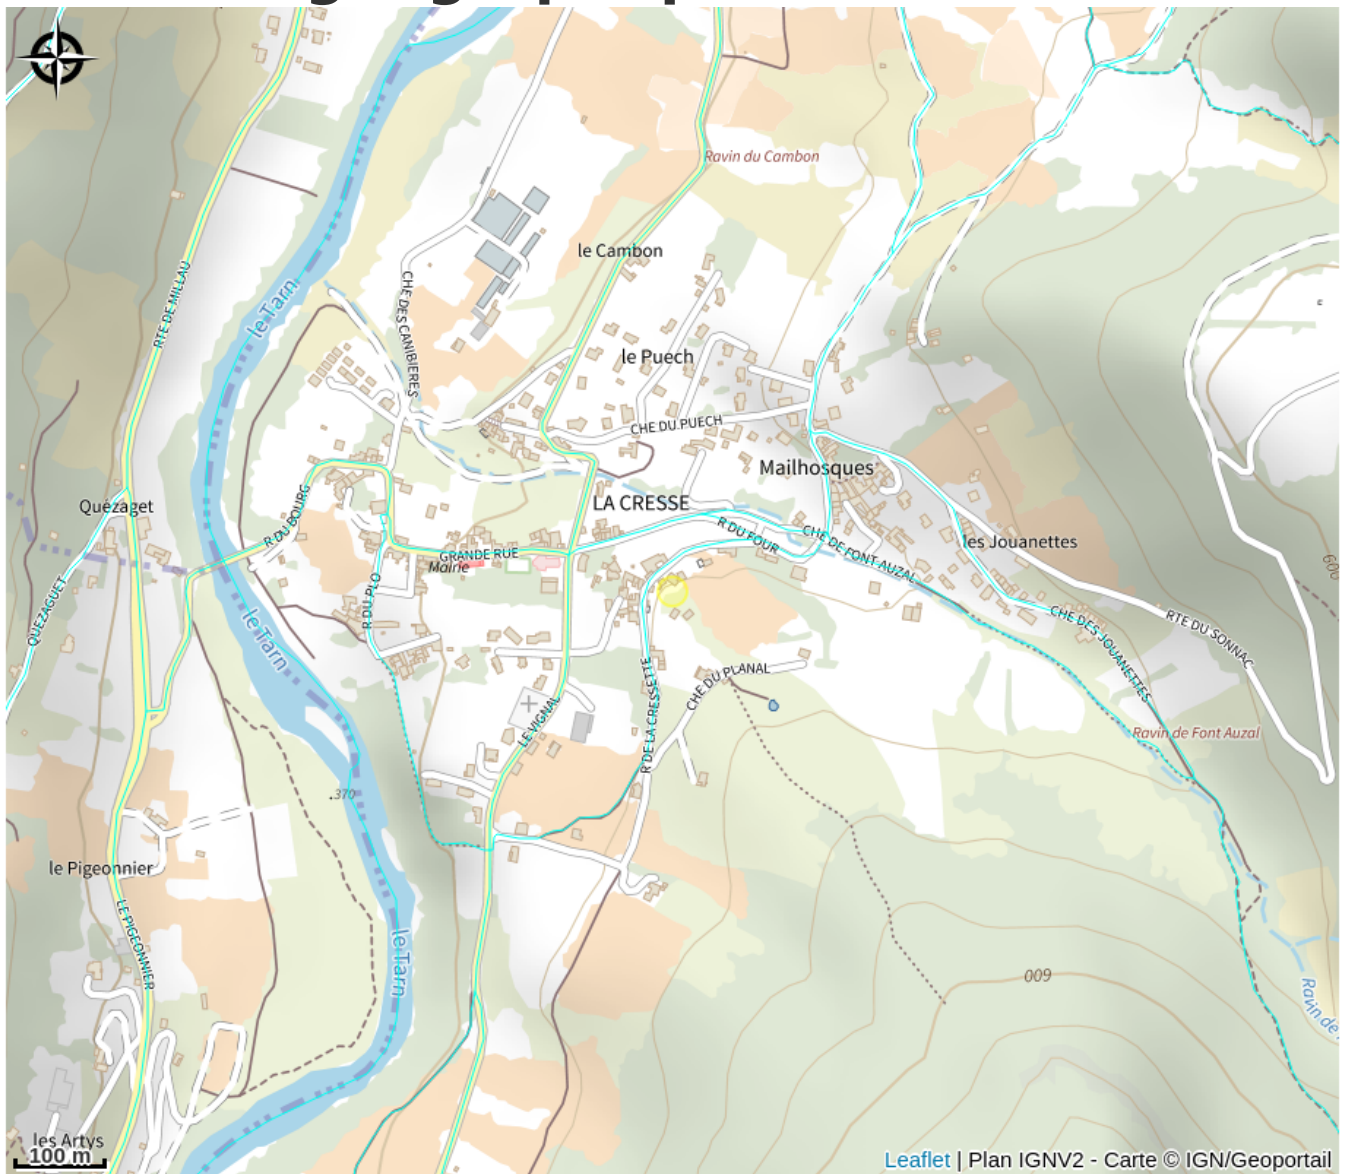 Ravin du Cambon
le Cambon
le Tarn
RTE DE MILLAU
CHE DES CANIBIERES
le Puech
CHE DU PUECH
Mailhosques
LA CRESSE
Quézaget
R DU BOURG
R DU FOUR
CHE DE FONT AUZAL
les Jouanettes
GRANDE RUE
Mairie
R DU PLO
QUEZAGUET
le Tarn
600
CHE DES JOUANETTES
RTE DU SONNAC
R DE LA CRESSETTE
CHE DU PLANAL
LE VIGNAL
Ravin de Font Auzal
.370
le Pigeonnier
LE PIGEONNIER
le Tarn
600
Ravin de
les Artys
100 m
Leaflet | Plan IGNV2 - Carte © IGN/Geoportail